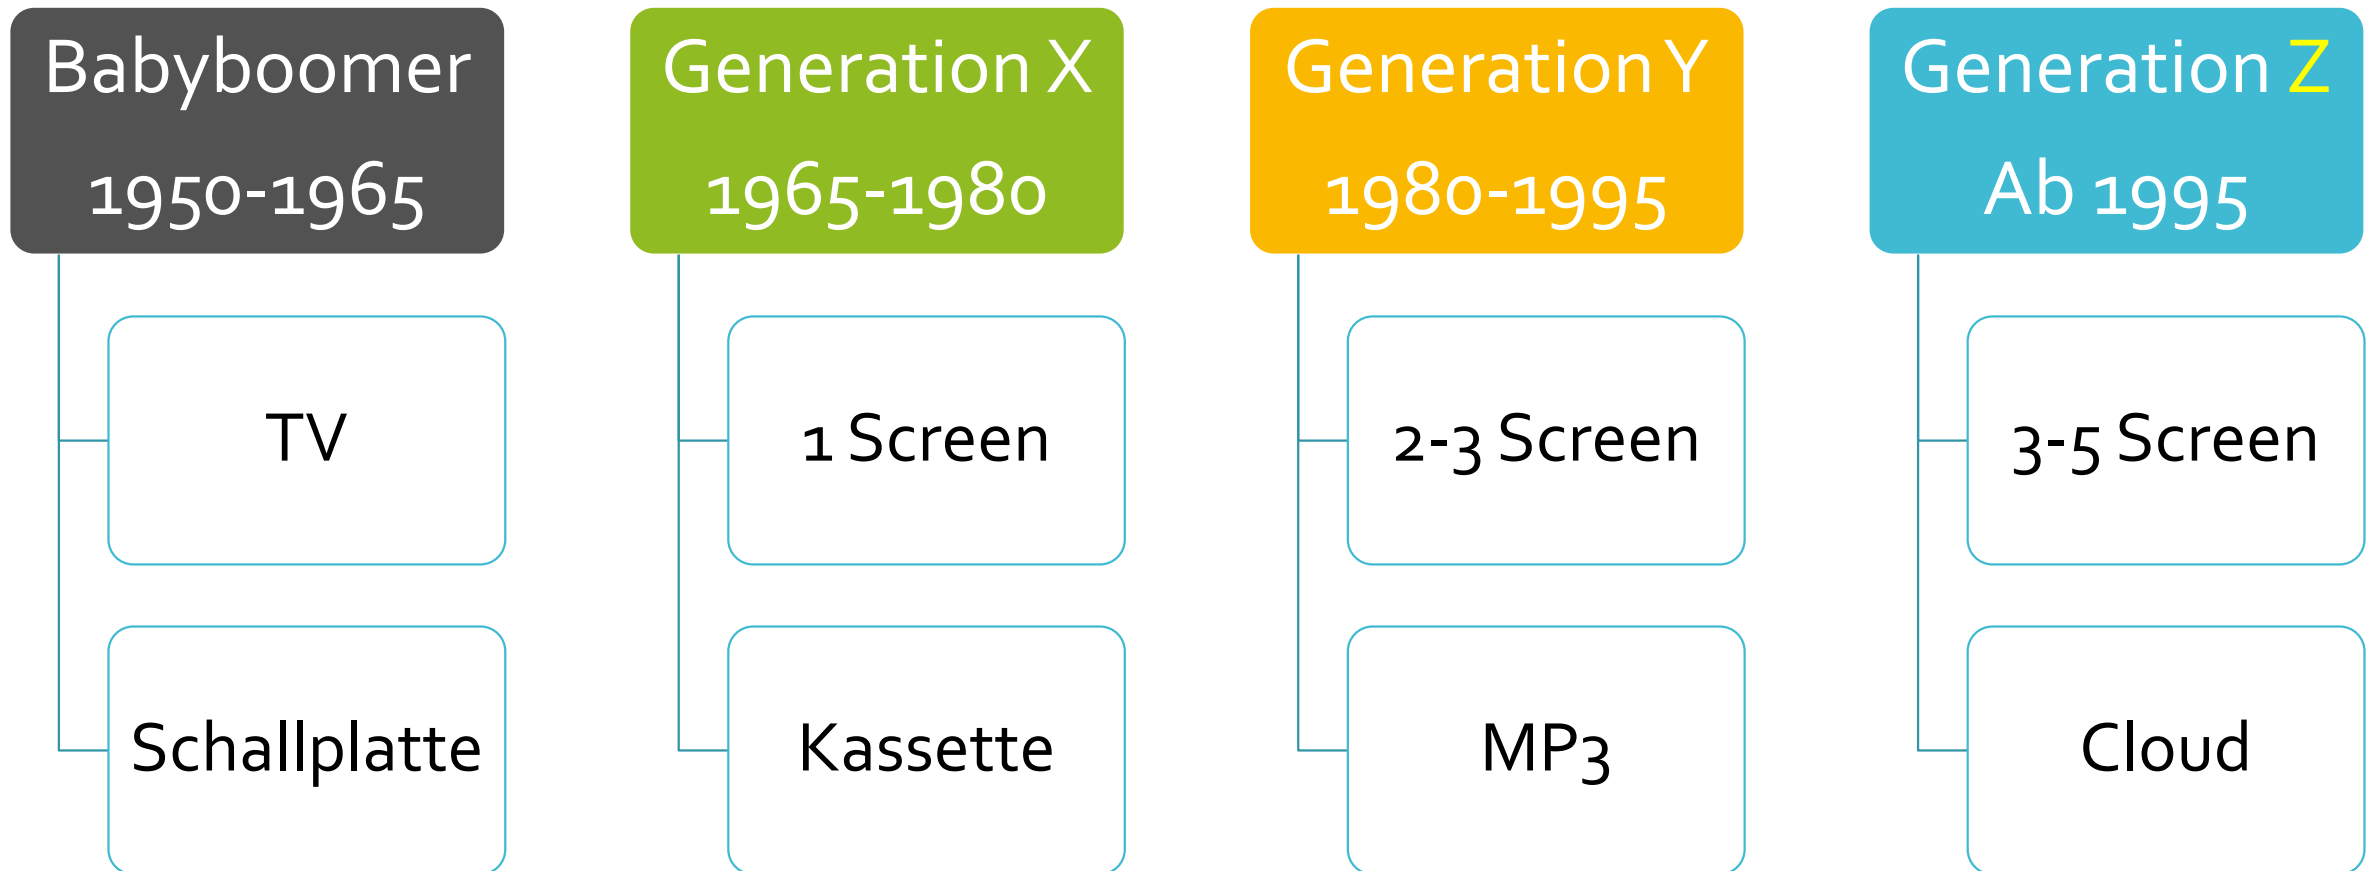 Babyboomer
1950-1965
TV
Schallplatte
Generation X
1965-1980
1 Screen
Kassette
Generation Y
1980-1995
2-3 Screen
MP3
Generation Z
Ab 1995
3-5 Screen
Cloud